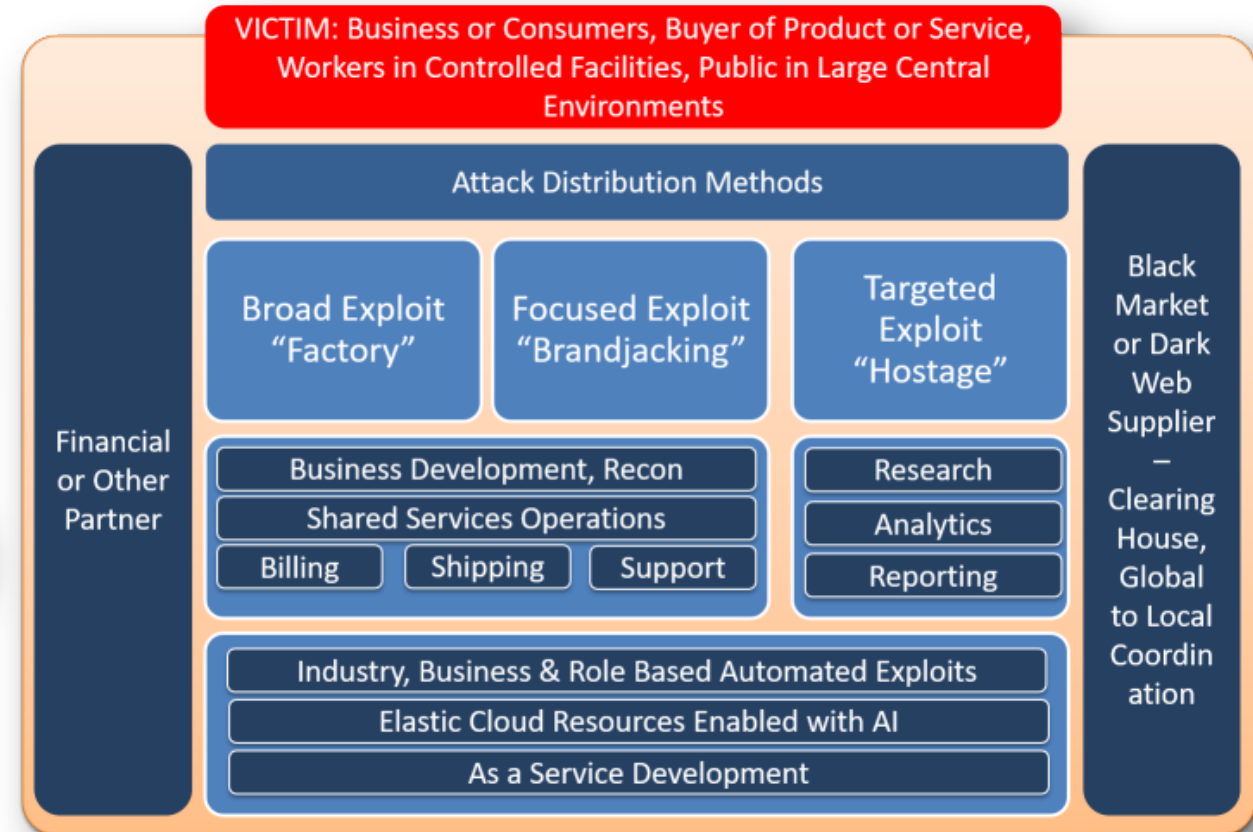 VICTIM: Business or Consumers, Buyer of Product or Service,
Workers in Controlled Facilities, Public in Large Central
Environments
Attack Distribution Methods
Financial
or Other
Partner
Broad Exploit
“Factory”
Focused Exploit
“Brandjacking”
Targeted
Exploit
“Hostage”
Business Development, Recon
Shared Services Operations
Billing
Shipping
Support
Research
Analytics
Reporting
Industry, Business & Role Based Automated Exploits
Elastic Cloud Resources Enabled with AI
As a Service Development
Black
Market
or Dark
Web
Supplier
–
Clearing
House,
Global
to Local
Coordin
ation